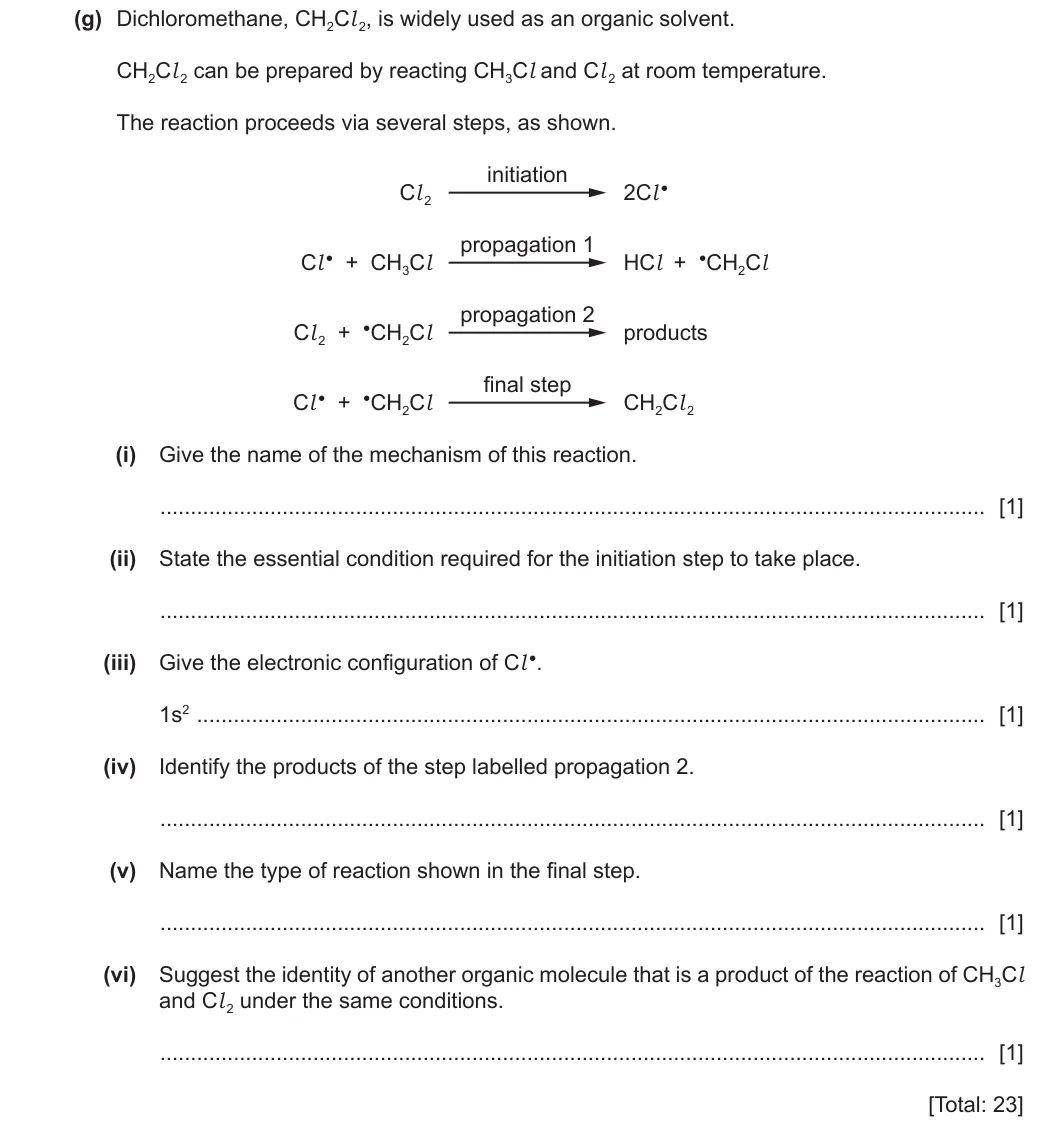 (g) Dichloromethane, CH₂Cl₂, is widely used as an organic solvent.
CH₂Cl₂ can be prepared by reacting CH₃Cl and Cl₂ at room temperature.
The reaction proceeds via several steps, as shown.
initiation
Cl₂ → 2Cl•
propagation 1
Cl• + CH₃Cl → HCl + •CH₂Cl
propagation 2
Cl₂ + •CH₂Cl → products
final step
Cl• + •CH₂Cl → CH₂Cl₂
(i) Give the name of the mechanism of this reaction.
.................................................. [1]
(ii) State the essential condition required for the initiation step to take place.
.................................................. [1]
(iii) Give the electronic configuration of Cl•.
1s² .................................................. [1]
(iv) Identify the products of the step labelled propagation 2.
.................................................. [1]
(v) Name the type of reaction shown in the final step.
.................................................. [1]
(vi) Suggest the identity of another organic molecule that is a product of the reaction of CH₃Cl
and Cl₂ under the same conditions.
.................................................. [1]
[Total: 23]